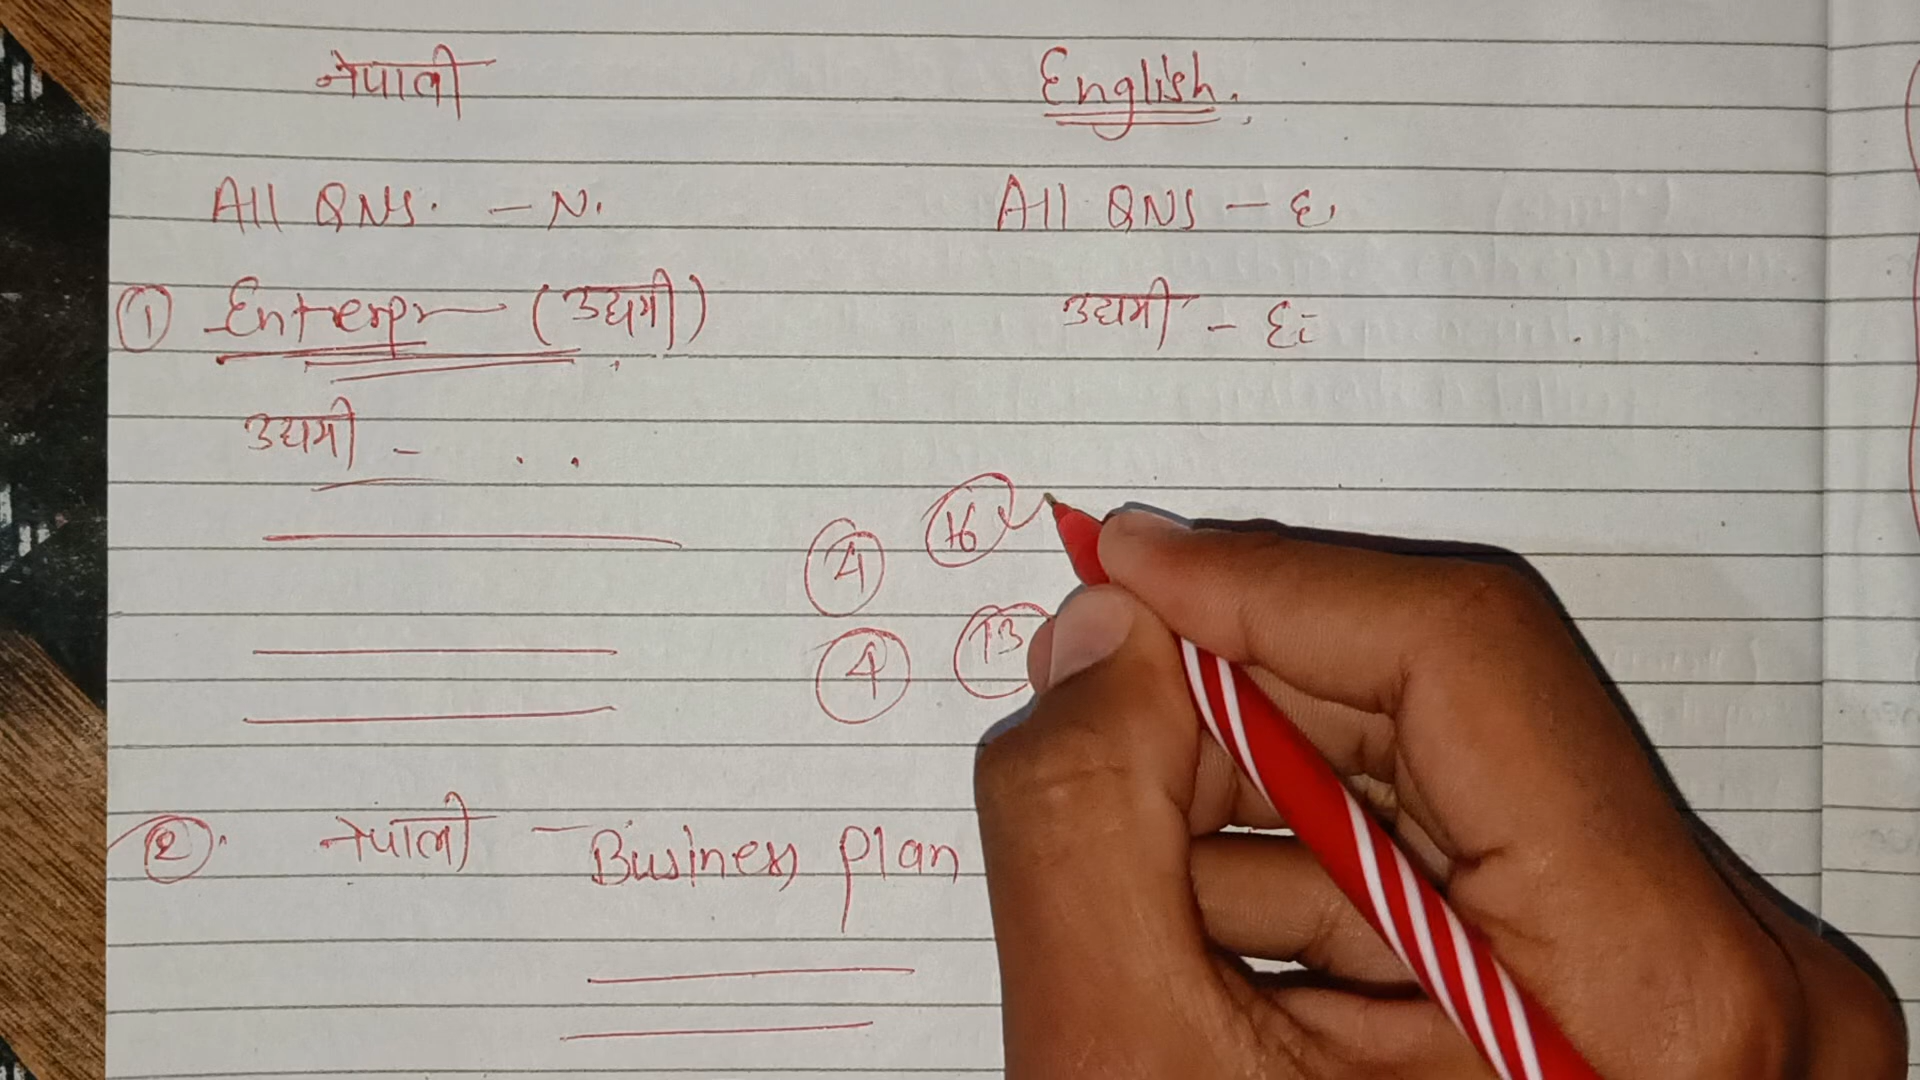 नेपाली English.
All QNS. - N. All QNS - E
① Enterpr (उद्यमी) उद्यमी - Ei
उद्यमी - . .
④ ⑯
④ ⑬
② नेपाली - Business plan